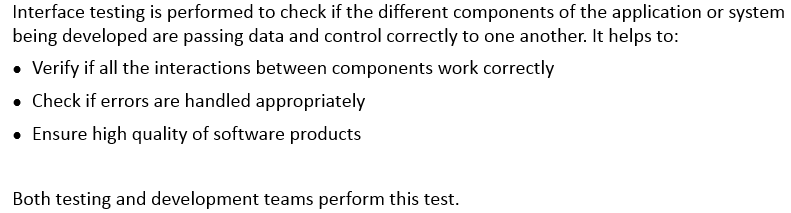 Interface testing is performed to check if the different components of the application or system
being developed are passing data and control correctly to one another. It helps to:
• Verify if all the interactions between components work correctly
• Check if errors are handled appropriately
• Ensure high quality of software products
Both testing and development teams perform this test.